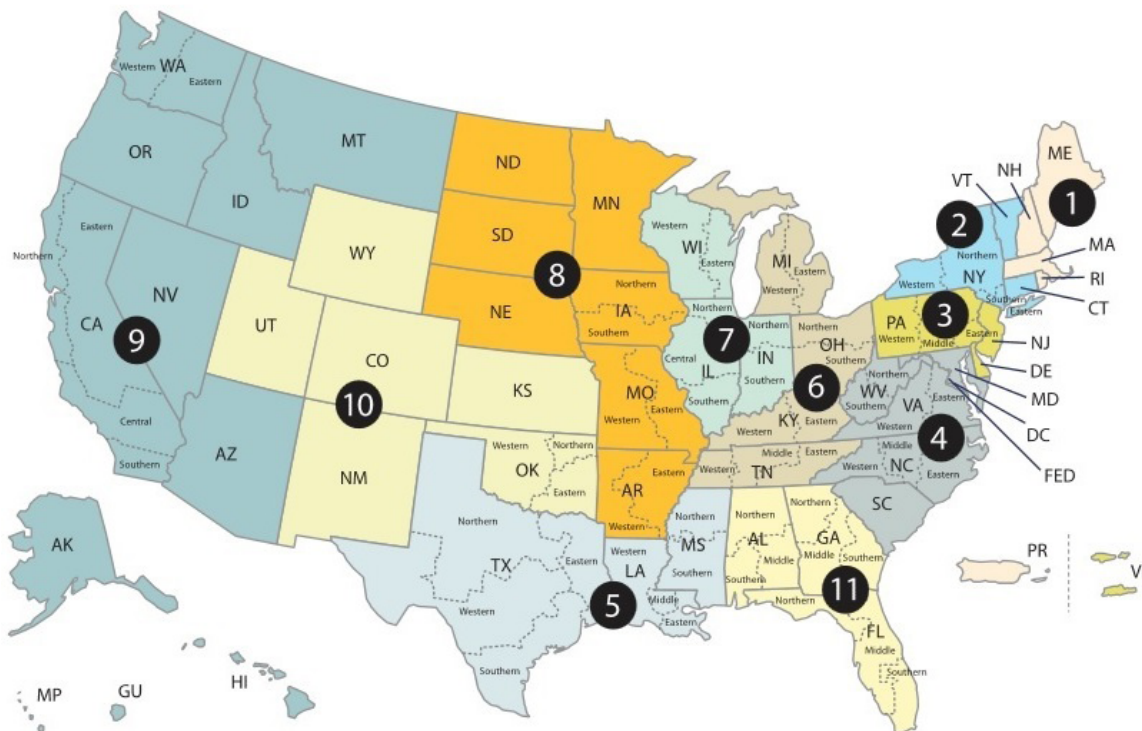 WA
Western
Eastern
OR
MT
ID
ND
MN
SD
WY
NE
8
Northern
IA
Southern
Eastern
Northern
CA
9
Central
Southern
NV
UT
CO
10
KS
AZ
NM
Western
Northern
OK
Eastern
MO
Western
Eastern
AR
Eastern
Western
Western
WI
Eastern
MI
Eastern
Western
Northern
Central
IL
Southern
7
Northern
IN
Southern
Northern
OH
Southern
6
KY
Western
Eastern
Middle
Eastern
Western
TN
ME
1
NH
VT
2
Northern
NY
Western
Southern
Eastern
MA
RI
CT
PA
3
Western
Middle
Eastern
NJ
DE
MD
DC
FED
Northern
WV
Southern
VA
Eastern
Western
4
Middle
Western
NC
Eastern
SC
Northern
TX
Eastern
Western
Southern
5
Western
LA
Middle
Eastern
Northern
MS
Southern
Northern
AL
Middle
Southern
Northern
GA
Middle
Southern
11
Northern
FL
Middle
Southern
AK
MP
GU
HI
PR
V